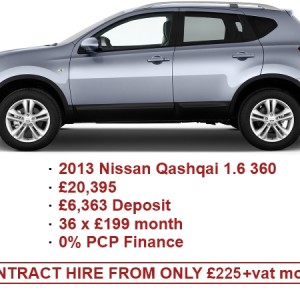 · 2013 Nissan Qashqai 1.6 360
· £20,395
· £6,363 Deposit
· 36 x £199 month
· 0% PCP Finance
NTRACT HIRE FROM ONLY £225+vat mo